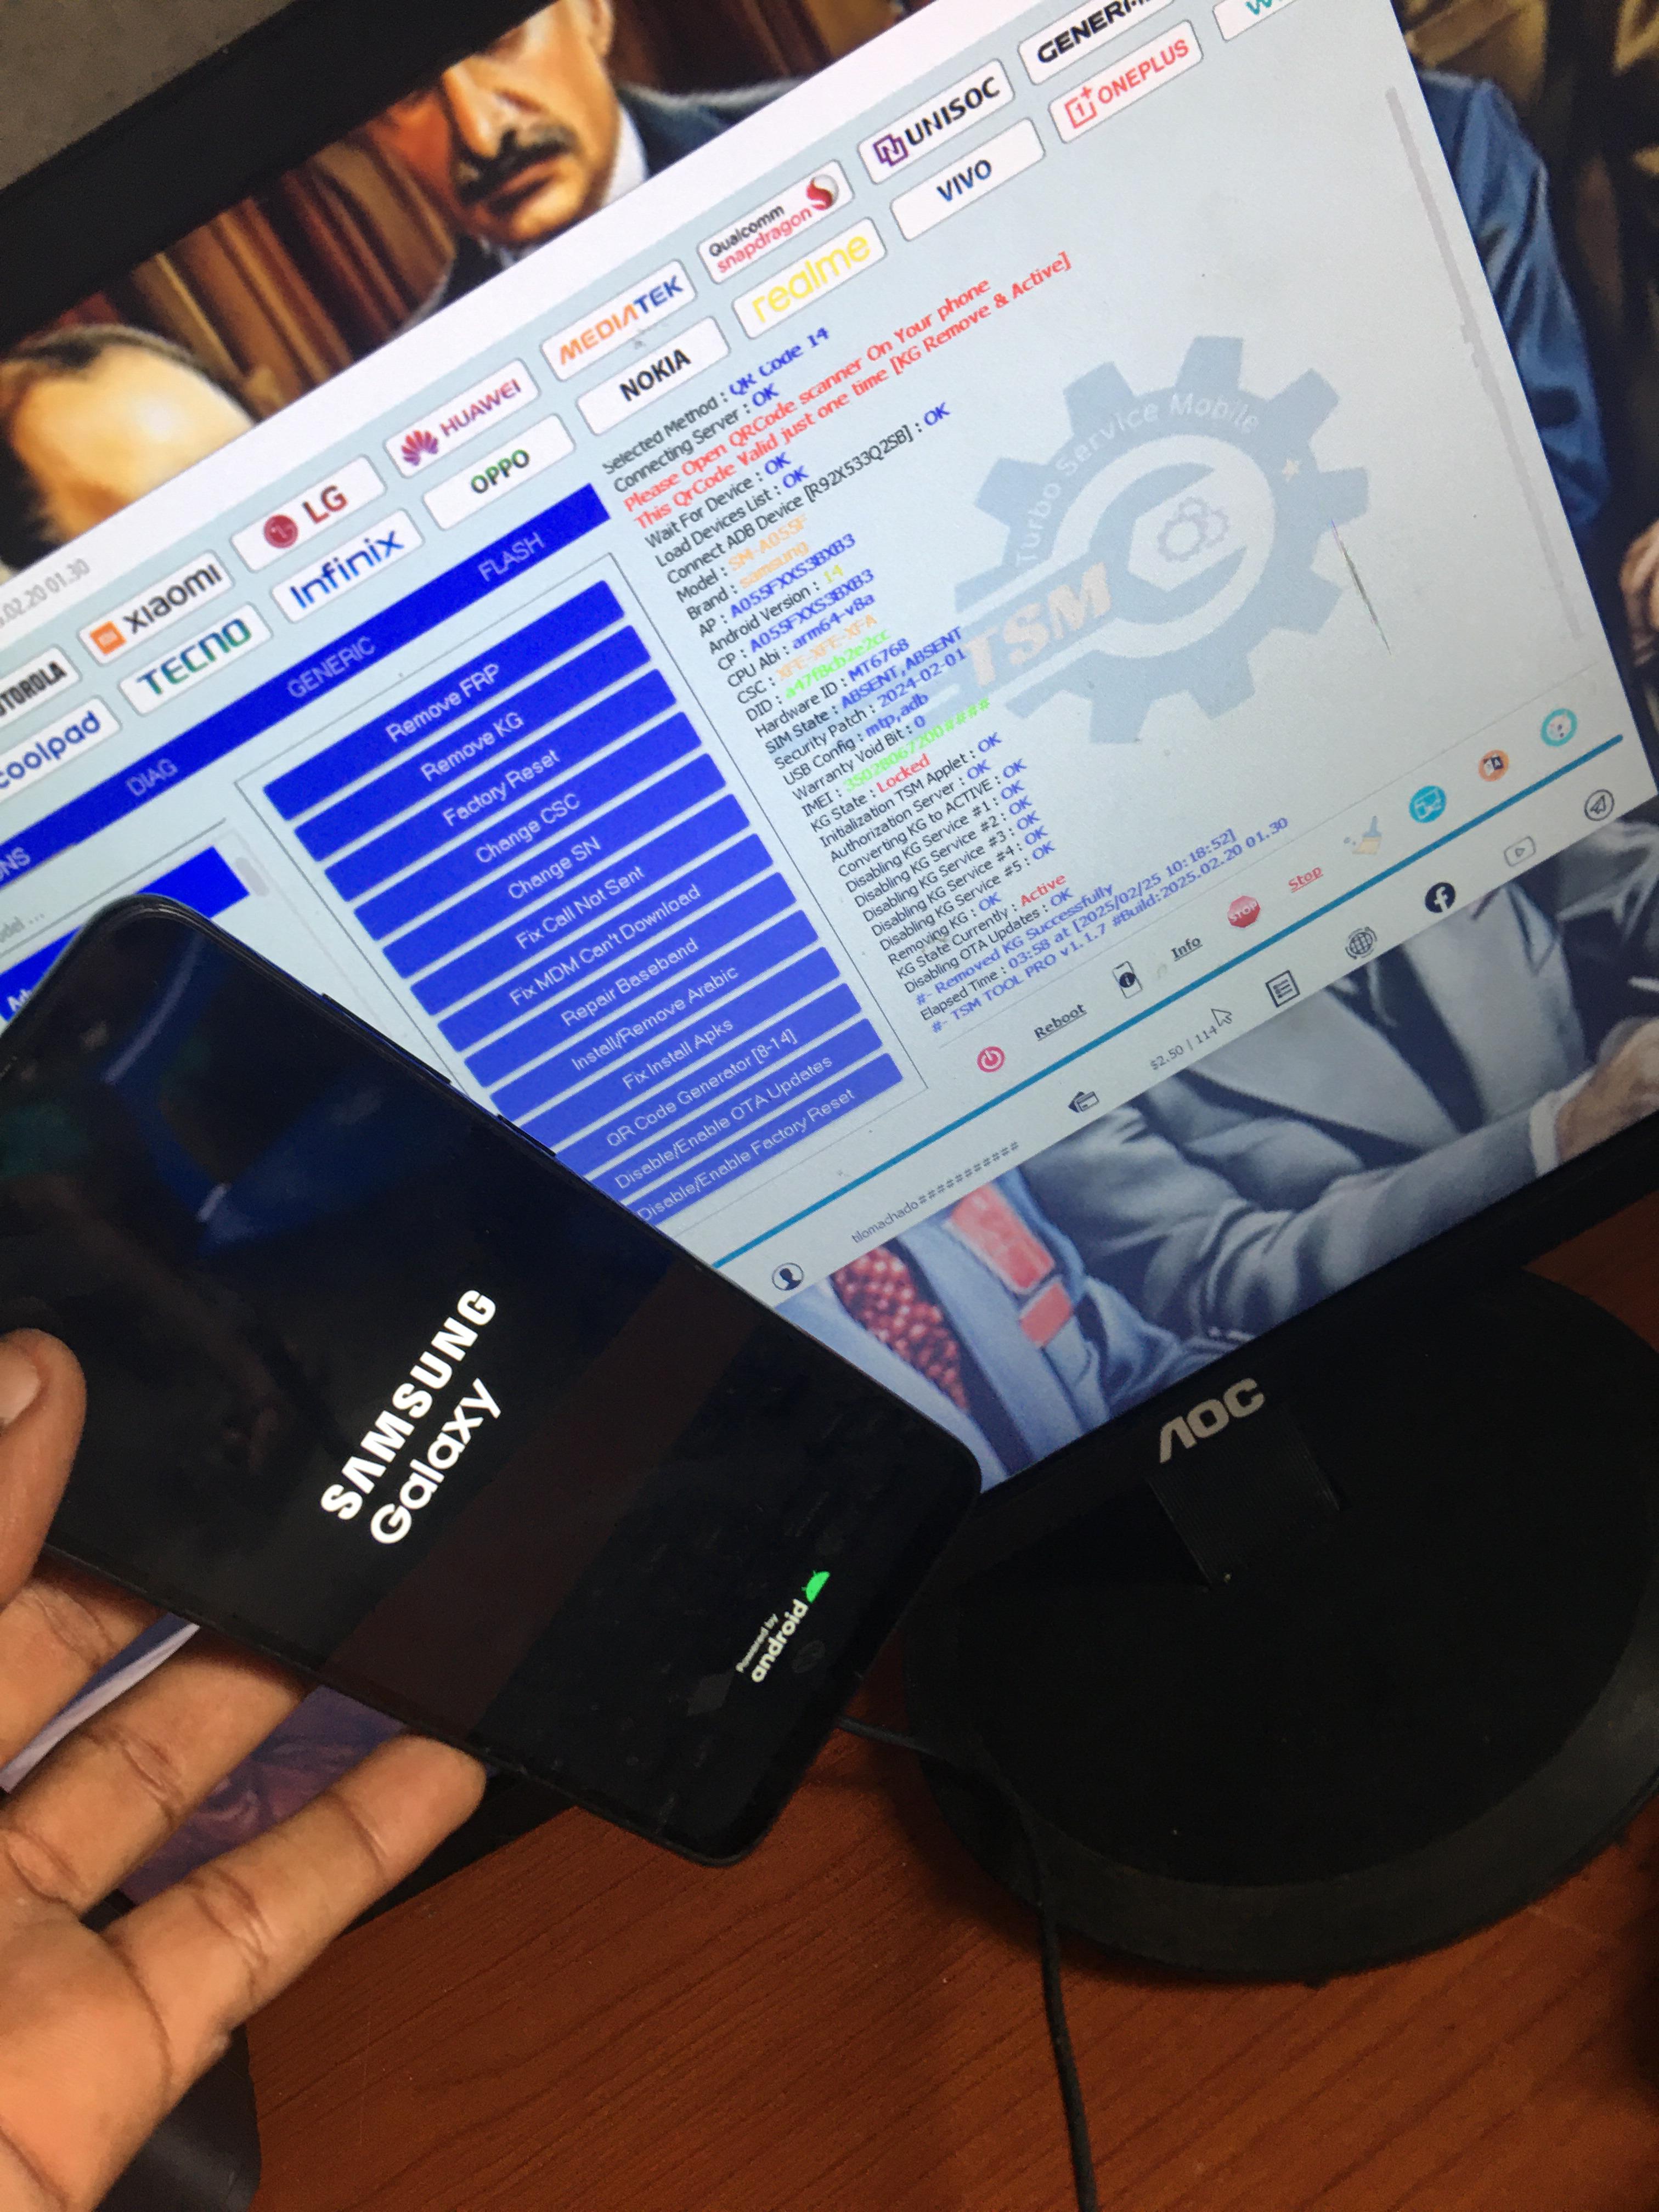 GENERI
UNISOC
ONEPLUS
Qualcomm
snapdragon
VIVO
MEDIATEK
realme
HUAWEI
NOKIA
LG
OPPO
XIAOMI
Infinix
TECNO
coolpad
.02.20 01.30
DIAG
GENERIC
FLASH
Remove FRP
Remove KG
Factory Reset
Change CSC
Change SN
Fix Call Not Sent
Fix MDM Can't Download
Repair Baseband
Install/Remove Arabic
Fix Install Apks
QR Code Generator [8-14]
Disable/Enable OTA Updates
Disable/Enable Factory Reset
Selected Method : QR Code 14
Connecting Server : OK
Please Open QRCode scanner On Your phone
This QrCode Valid just one time [KG Remove & Active]
Wait For Device : OK
Load Devices List : OK
Connect ADB Device [R92X533Q2SB] : OK
Model : SM-A055F
Brand : samsung
AP : A055FXXS3BXB3
Android Version : 14
CP : A055FXXS3BXB3
CPU Abi : arm64-v8a
CSC : XFE-XFE-XFA
DID : a47f8cb2e2cc
Hardware ID : MT6768
SIM State : ABSENT,ABSENT
Security Patch : 2024-02-01
USB Config : mtp,adb
Warranty Void Bit : 0
IMEI : 35028067200####
KG State : Locked
Initialization TSM Applet : OK
Authorization Server : OK
Converting KG to ACTIVE : OK
Disabling KG Service #1 : OK
Disabling KG Service #2 : OK
Disabling KG Service #3 : OK
Disabling KG Service #4 : OK
Disabling KG Service #5 : OK
Removing KG : OK
KG State Currently : Active
Disabling OTA Updates : OK
#- Removed KG Successfully
Elapsed Time : 03:58 at [2025/02/25 10:18:52]
#- TSM TOOL PRO v1.1.7 #Build:2025.02.20 01.30
Turbo Service Mobile
TSM
Reboot
Info
STOP
Stop
tilomachado############
$2.50 | 114
AOC
SAMSUNG
Galaxy
Powered by
android